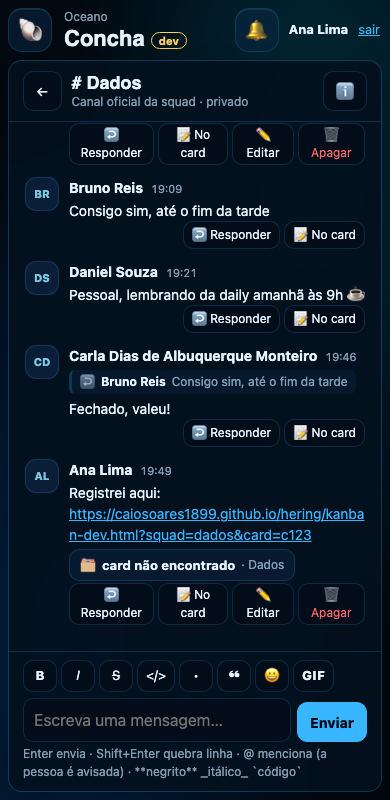 Oceano
Concha dev
Ana Lima sair
# Dados
Canal oficial da squad · privado
Responder
No card
Editar
Apagar
BR
Bruno Reis 19:09
Consigo sim, até o fim da tarde
Responder No card
DS
Daniel Souza 19:21
Pessoal, lembrando da daily amanhã às 9h ☕
Responder No card
CD
Carla Dias de Albuquerque Monteiro 19:46
Bruno Reis Consigo sim, até o fim da tarde
Fechado, valeu!
Responder No card
AL
Ana Lima 19:49
Registrei aqui:
https://caiosoares1899.github.io/hering/kanba
n-dev.html?squad=dados&card=c123
card não encontrado · Dados
Responder
No card
Editar
Apagar
B I S </> • ❝ 😀 GIF
Escreva uma mensagem…
Enviar
Enter envia · Shift+Enter quebra linha · @ menciona (a
pessoa é avisada) · **negrito** _itálico_ `código`